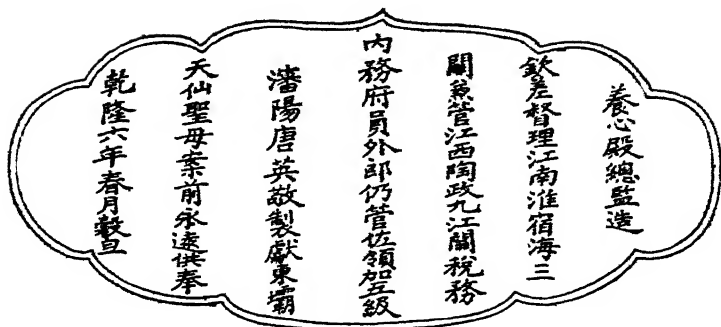 養心殿總監造
欽差督理江南淮宿海三
關兼管江西陶政九江關稅務
內務府員外郎仍管佐領加五級
瀋陽唐英敬製獻東壩
天仙聖母案前永遠供奉
乾隆六年春月穀旦